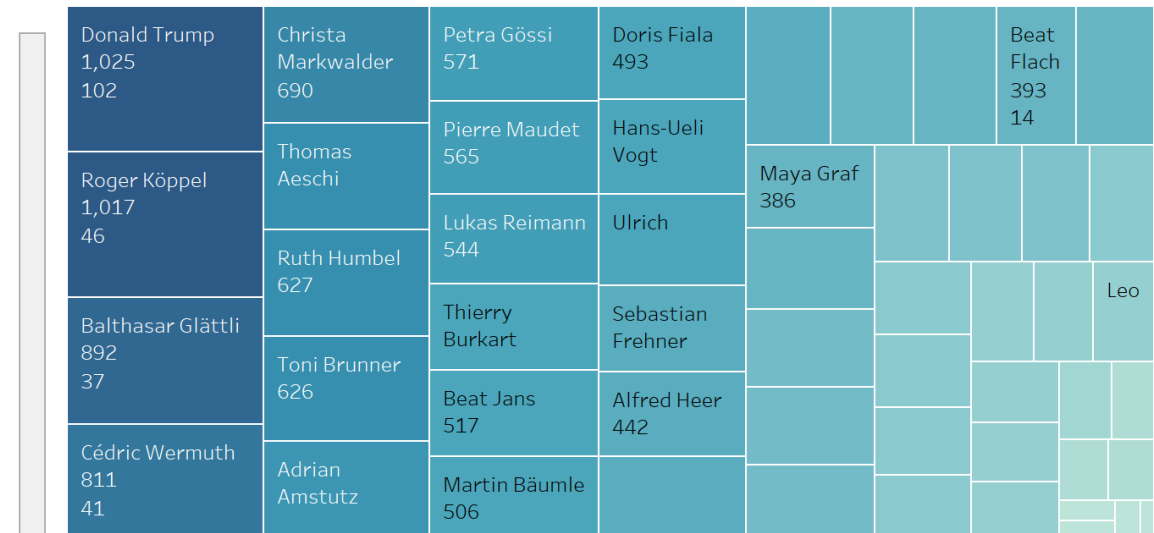 Donald Trump
1,025
102
Roger Köppel
1,017
46
Balthasar Glättli
892
37
Cédric Wermuth
811
41
Christa
Markwalder
690
Thomas
Aeschi
Ruth Humbel
627
Toni Brunner
626
Adrian
Amstutz
Petra Gössi
571
Pierre Maudet
565
Lukas Reimann
544
Thierry
Burkart
Beat Jans
517
Martin Bäumle
506
Doris Fiala
493
Hans-Ueli
Vogt
Ulrich
Sebastian
Frehner
Alfred Heer
442
Beat
Flach
393
14
Maya Graf
386
Leo